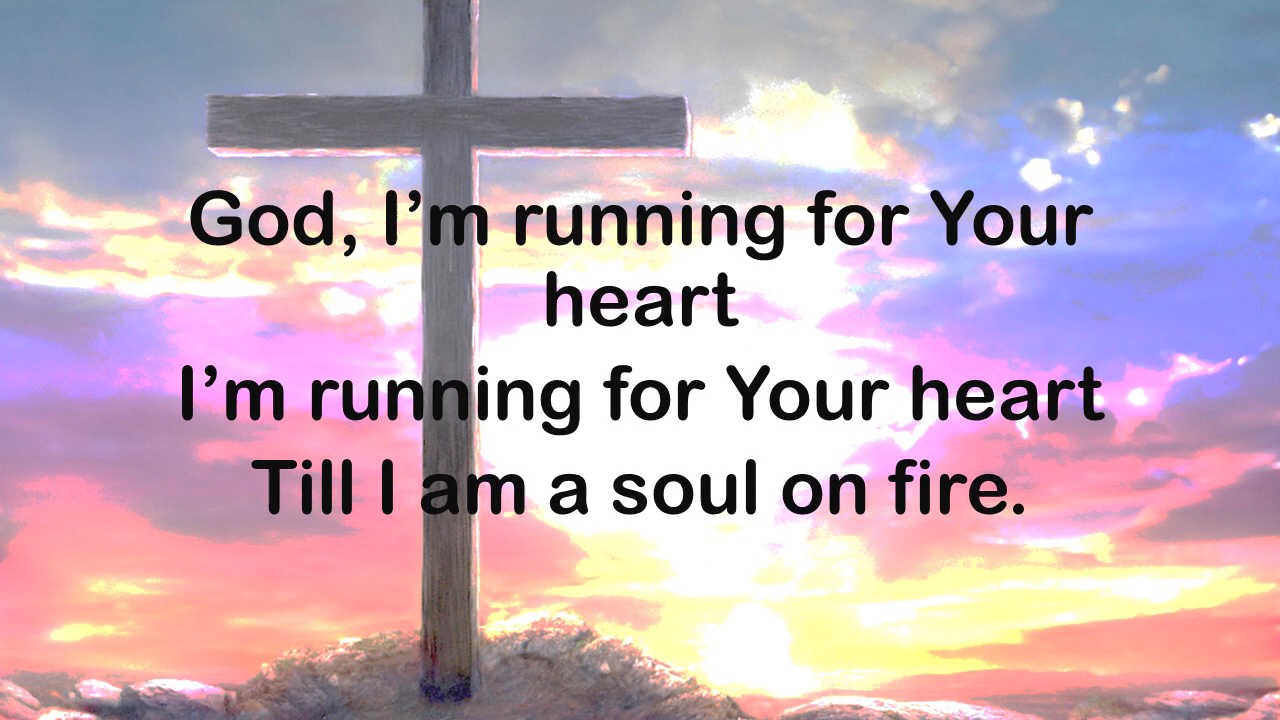 God, I’m running for Your
heart
I’m running for Your heart
Till I am a soul on fire.